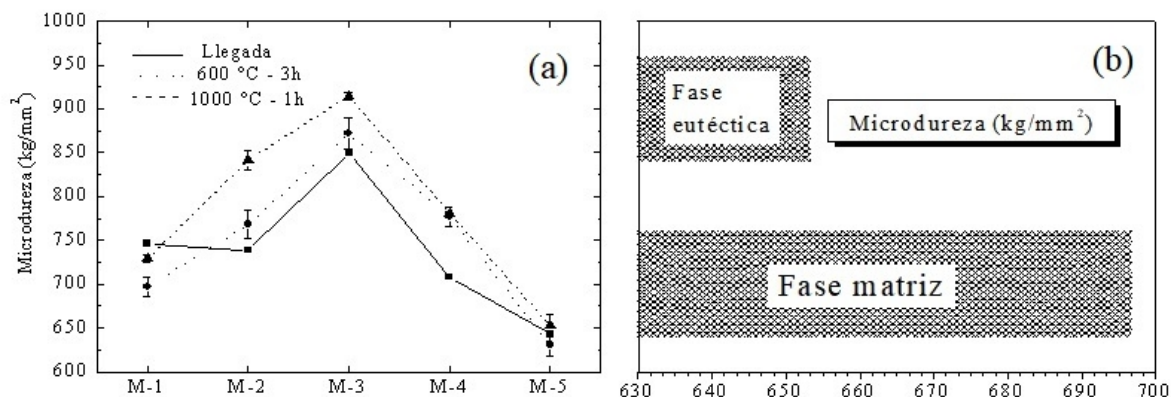 1000
950
900
850
800
750
700
650
600
Microdureza (kg/mm²)
Llegada
600 °C - 3h
1000 °C - 1h
(a)
M-1 M-2 M-3 M-4 M-5
(b)
Fase
eutéctica
Microdureza (kg/mm²)
Fase matriz
630 640 650 660 670 680 690 700